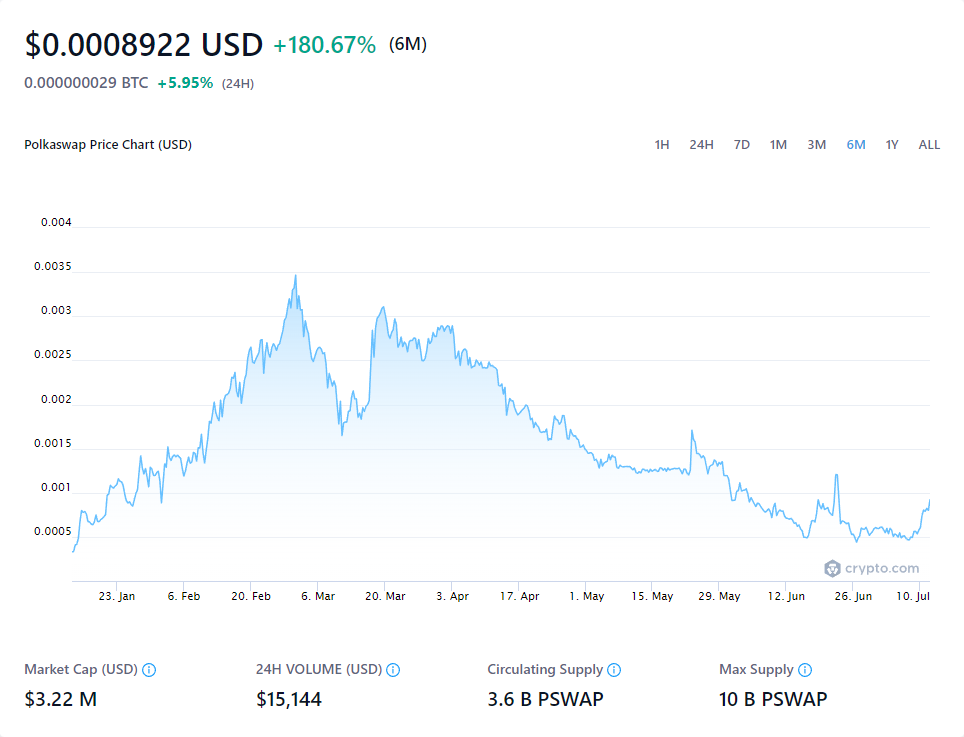 $0.0008922 USD +180.67% (6M)
0.000000029 BTC +5.95% (24H)
Polkaswap Price Chart (USD) 1H 24H 7D 1M 3M 6M 1Y ALL
0.004
0.0035
0.003
0.0025
0.002
0.0015
0.001
0.0005
crypto.com
23. Jan 6. Feb 20. Feb 6. Mar 20. Mar 3. Apr 17. Apr 1. May 15. May 29. May 12. Jun 26. Jun 10. Jul
Market Cap (USD) 24H VOLUME (USD) Circulating Supply Max Supply
$3.22 M $15,144 3.6 B PSWAP 10 B PSWAP